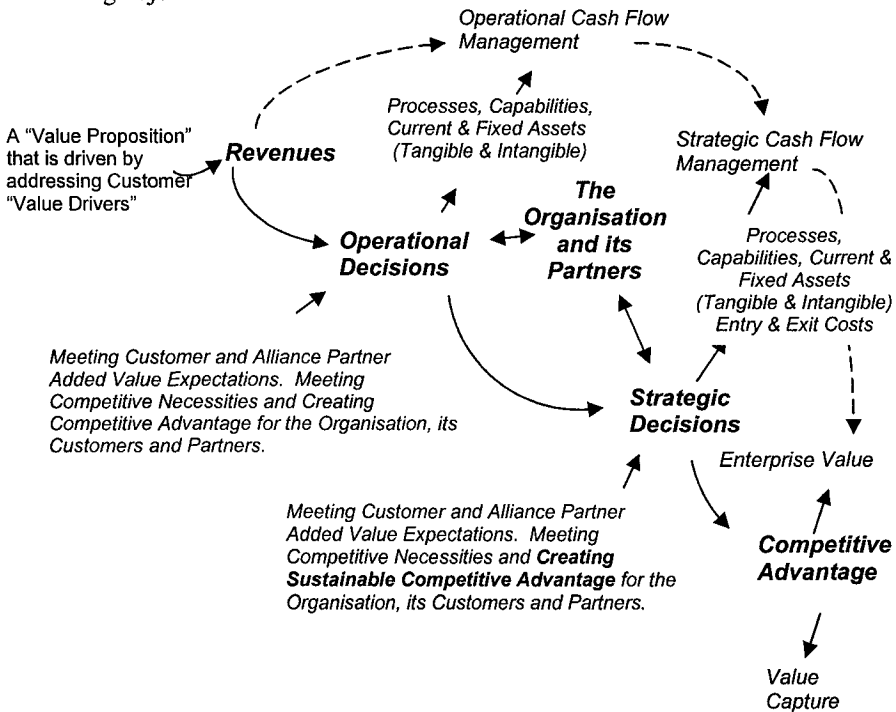 Operational Cash Flow
Management
Processes, Capabilities,
Current & Fixed Assets
(Tangible & Intangible)
A “Value Proposition”
that is driven by
addressing Customer
“Value Drivers”
Revenues
Strategic Cash Flow
Management
The
Organisation
and its
Partners
Operational
Decisions
Processes,
Capabilities, Current &
Fixed Assets
(Tangible & Intangible)
Entry & Exit Costs
Meeting Customer and Alliance Partner
Added Value Expectations. Meeting
Competitive Necessities and Creating
Competitive Advantage for the Organisation, its
Customers and Partners.
Strategic
Decisions
Enterprise Value
Meeting Customer and Alliance Partner
Added Value Expectations. Meeting
Competitive Necessities and Creating
Sustainable Competitive Advantage for the
Organisation, its Customers and Partners.
Competitive
Advantage
Value
Capture